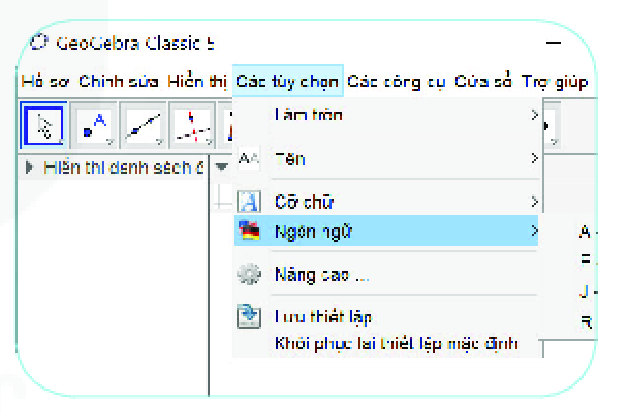 GeoGebra Classic 5
Hồ sơ Chỉnh sửa Hiển thị Các tùy chọn Các công cụ Cửa sổ Trợ giúp
Làm tròn
Hiển thị danh sách đ
AA Tên
A Cỡ chữ
Ngôn ngữ
A -
Nâng cao ...
J -
Lưu thiết lập
R
Khôi phục lại thiết lập mặc định